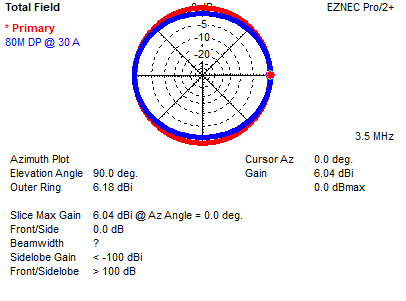 Total Field
EZNEC Pro/2+
* Primary
80M DP @ 30 A
0 dB
-5
-10
-20
-30
3.5 MHz
Azimuth Plot
Cursor Az 0.0 deg.
Elevation Angle 90.0 deg.
Gain 6.04 dBi
Outer Ring 6.18 dBi
0.0 dBmax
Slice Max Gain 6.04 dBi @ Az Angle = 0.0 deg.
Front/Side 0.0 dB
Beamwidth ?
Sidelobe Gain < -100 dBi
Front/Sidelobe > 100 dB